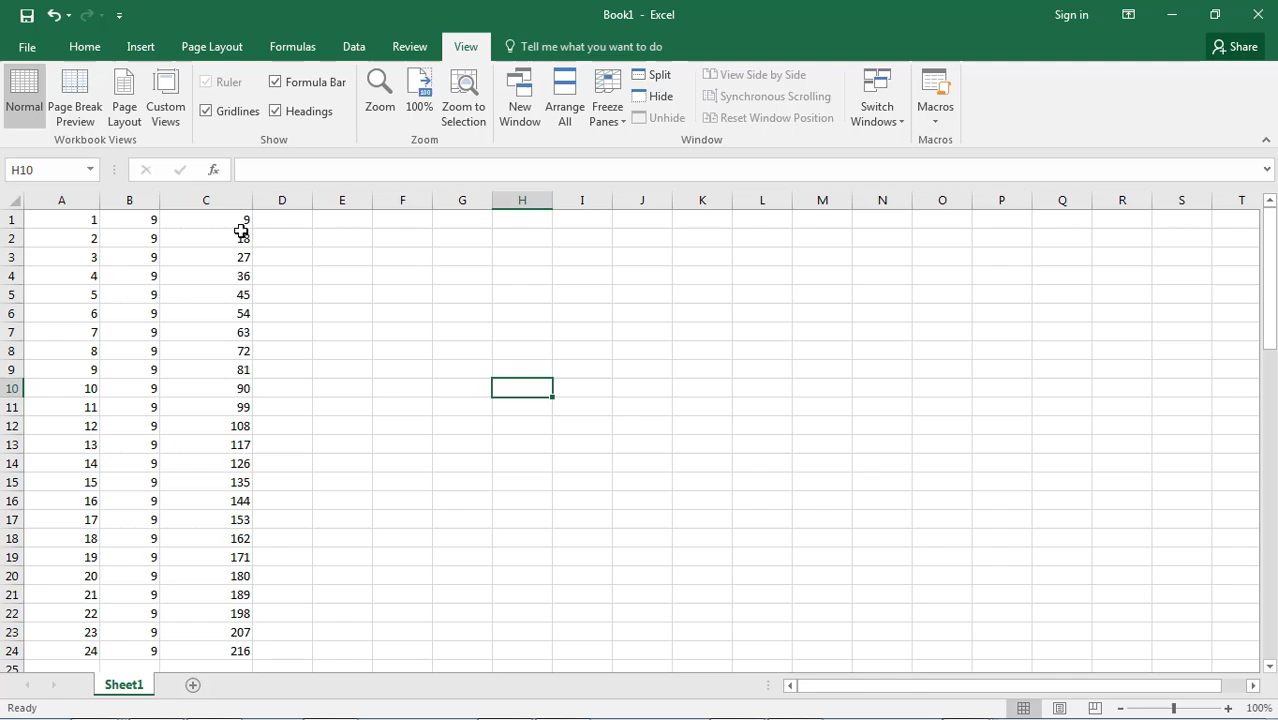 Book1 - Excel
Sign in
File Home Insert Page Layout Formulas Data Review View Tell me what you want to do Share
Normal
Page Break Preview
Page Layout
Custom Views
Workbook Views
Ruler
Formula Bar
Gridlines
Headings
Show
Zoom
100%
Zoom to Selection
Zoom
New Window
Arrange All
Freeze Panes
Split
Hide
Unhide
View Side by Side
Synchronous Scrolling
Reset Window Position
Window
Switch Windows
Macros
Macros
H10 fx
A B C D E F G H I J K L M N O P Q R S T
1 1 9 9
2 2 9 18
3 3 9 27
4 4 9 36
5 5 9 45
6 6 9 54
7 7 9 63
8 8 9 72
9 9 9 81
10 10 9 90
11 11 9 99
12 12 9 108
13 13 9 117
14 14 9 126
15 15 9 135
16 16 9 144
17 17 9 153
18 18 9 162
19 19 9 171
20 20 9 180
21 21 9 189
22 22 9 198
23 23 9 207
24 24 9 216
25
Sheet1
Ready 100%